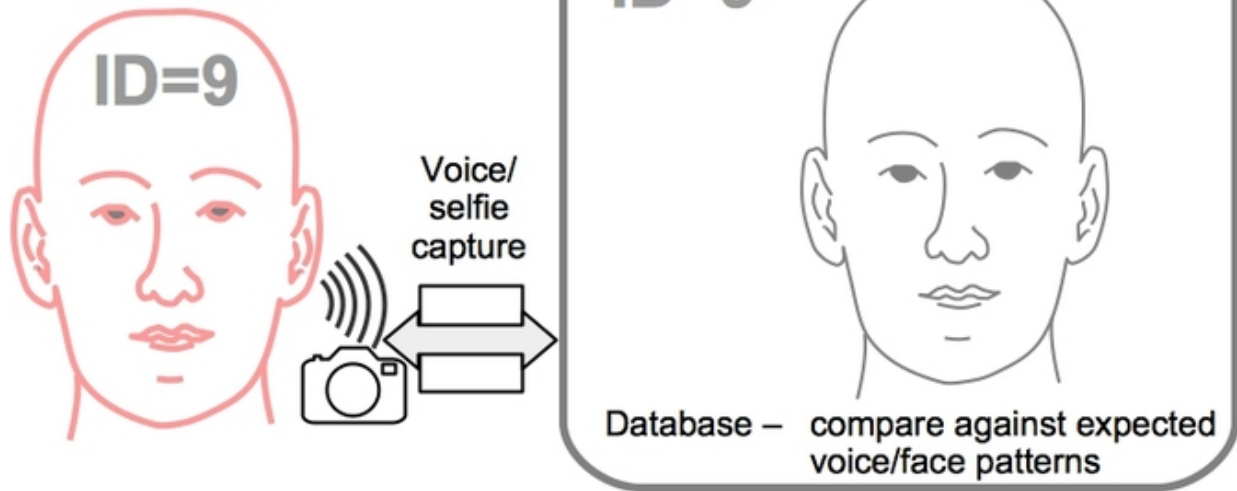 ID=9
Voice/
selfie
capture
Database – compare against expected
voice/face patterns